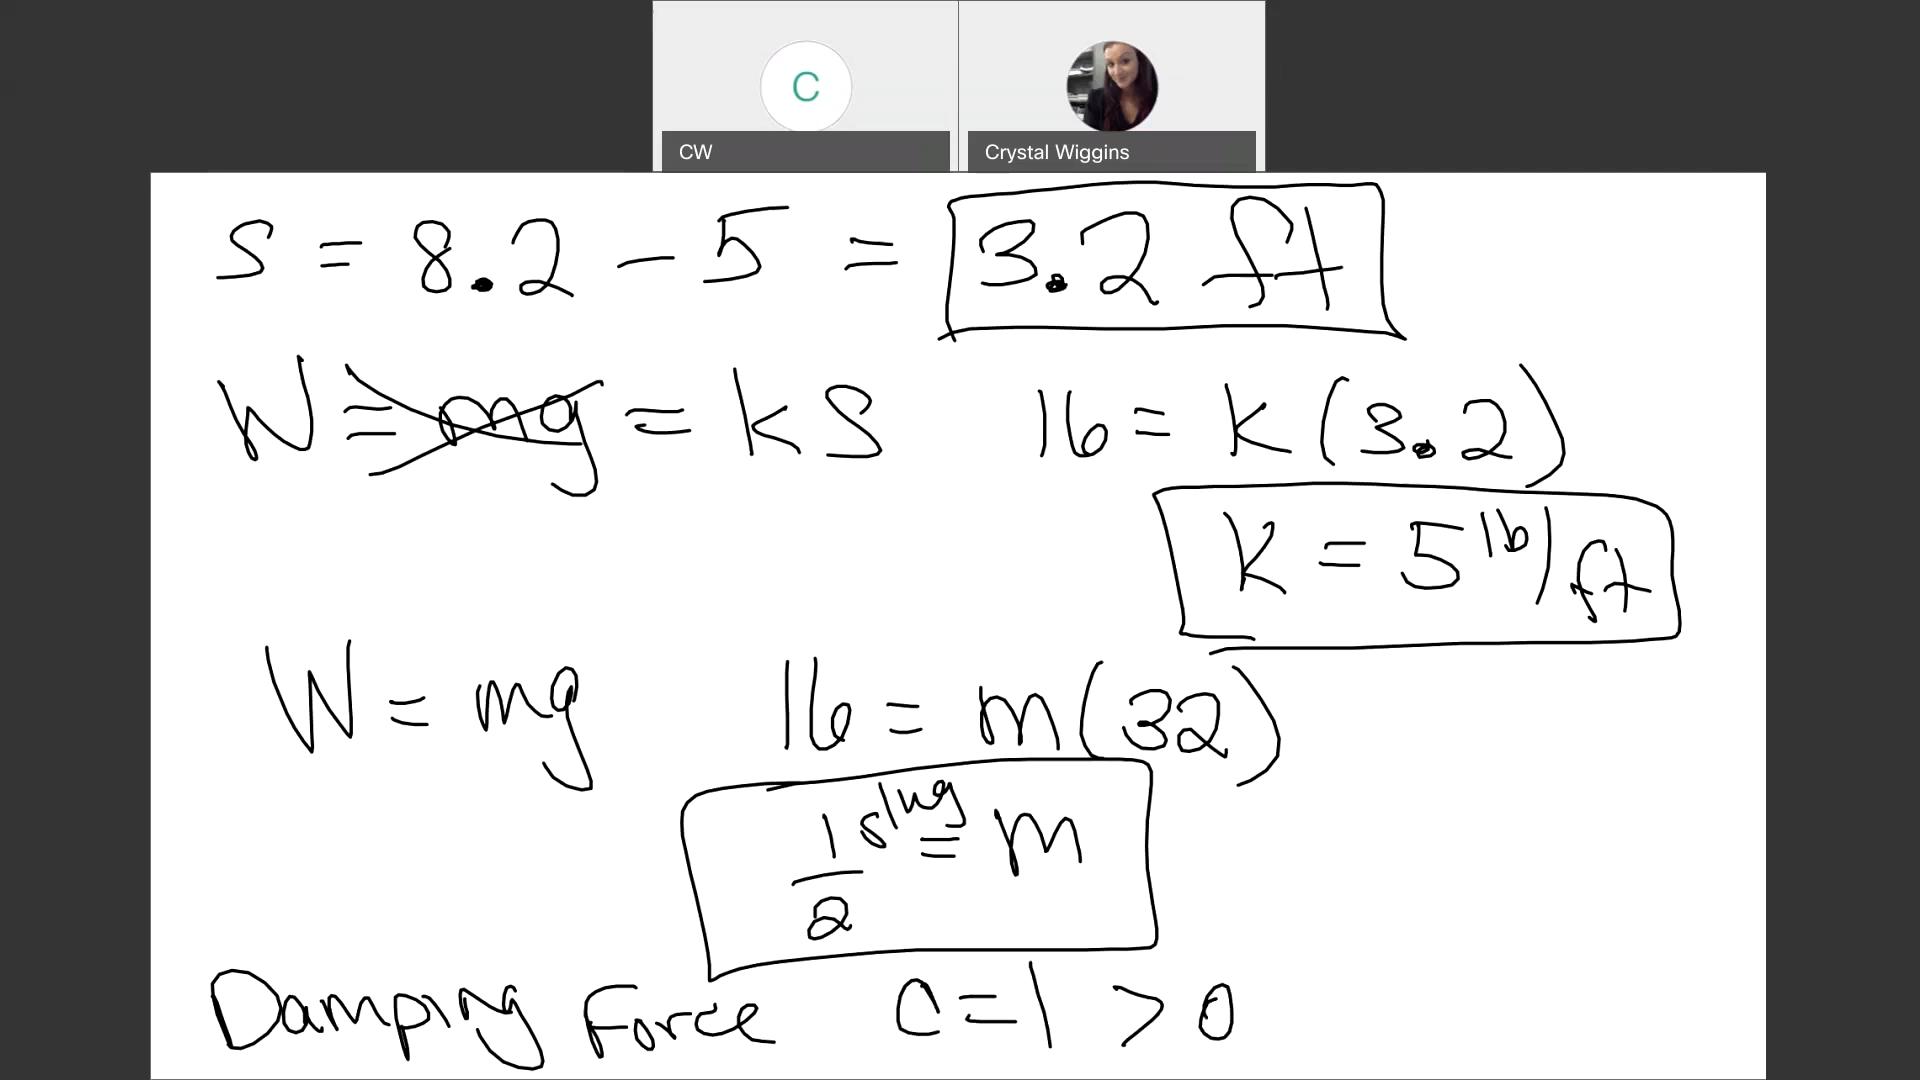 C
CW
Crystal Wiggins
S = 8.2 - 5 = 3.2 ft
W = mg = kS 16 = k(3.2)
k = 5 lb/ft
W = mg 16 = m(32)
1/2 slug = m
Damping Force C = 1 > 0